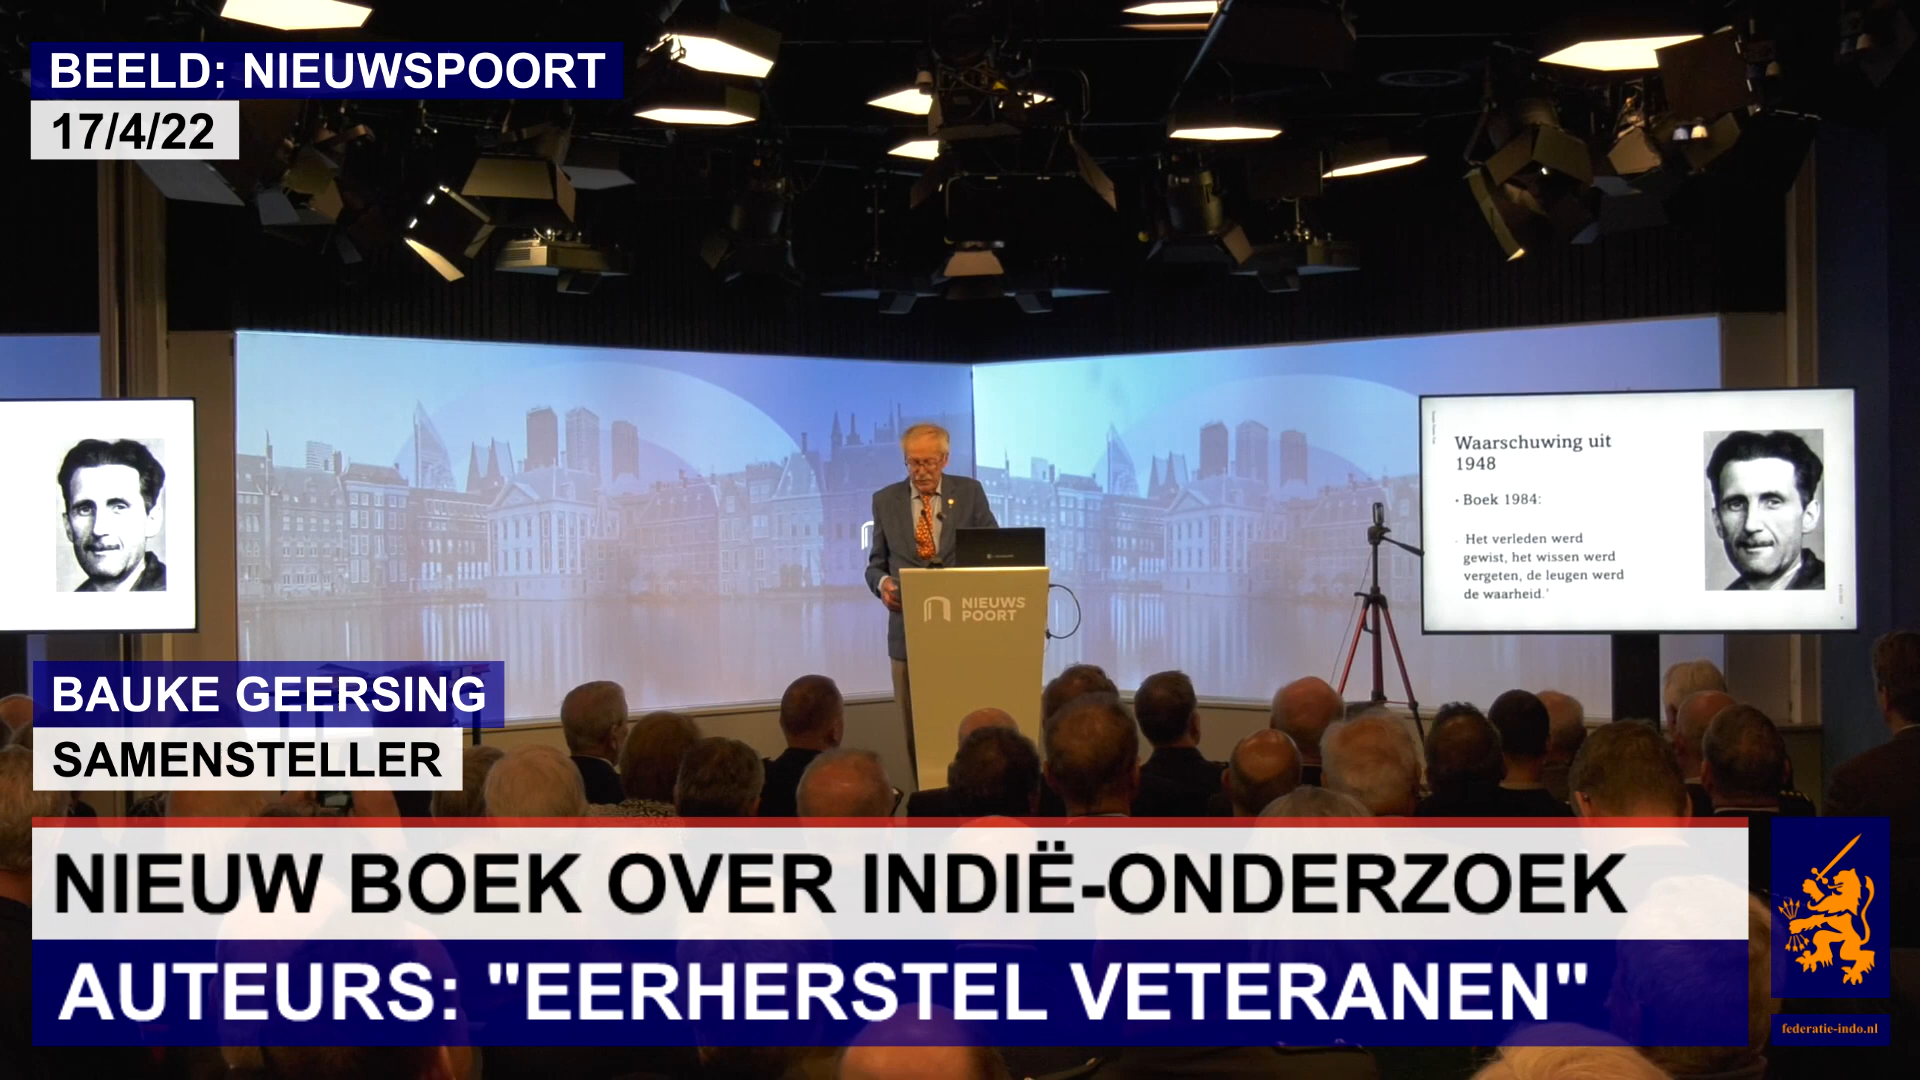 BEELD: NIEUWSPOORT
17/4/22
Waarschuwing uit
1948
• Boek 1984:
Het verleden werd
gewist, het wissen werd
vergeten, de leugen werd
de waarheid.'
NIEUWS
POORT
BAUKE GEERSING
SAMENSTELLER
NIEUW BOEK OVER INDIË-ONDERZOEK
AUTEURS: "EERHERSTEL VETERANEN"
federatie-indo.nl